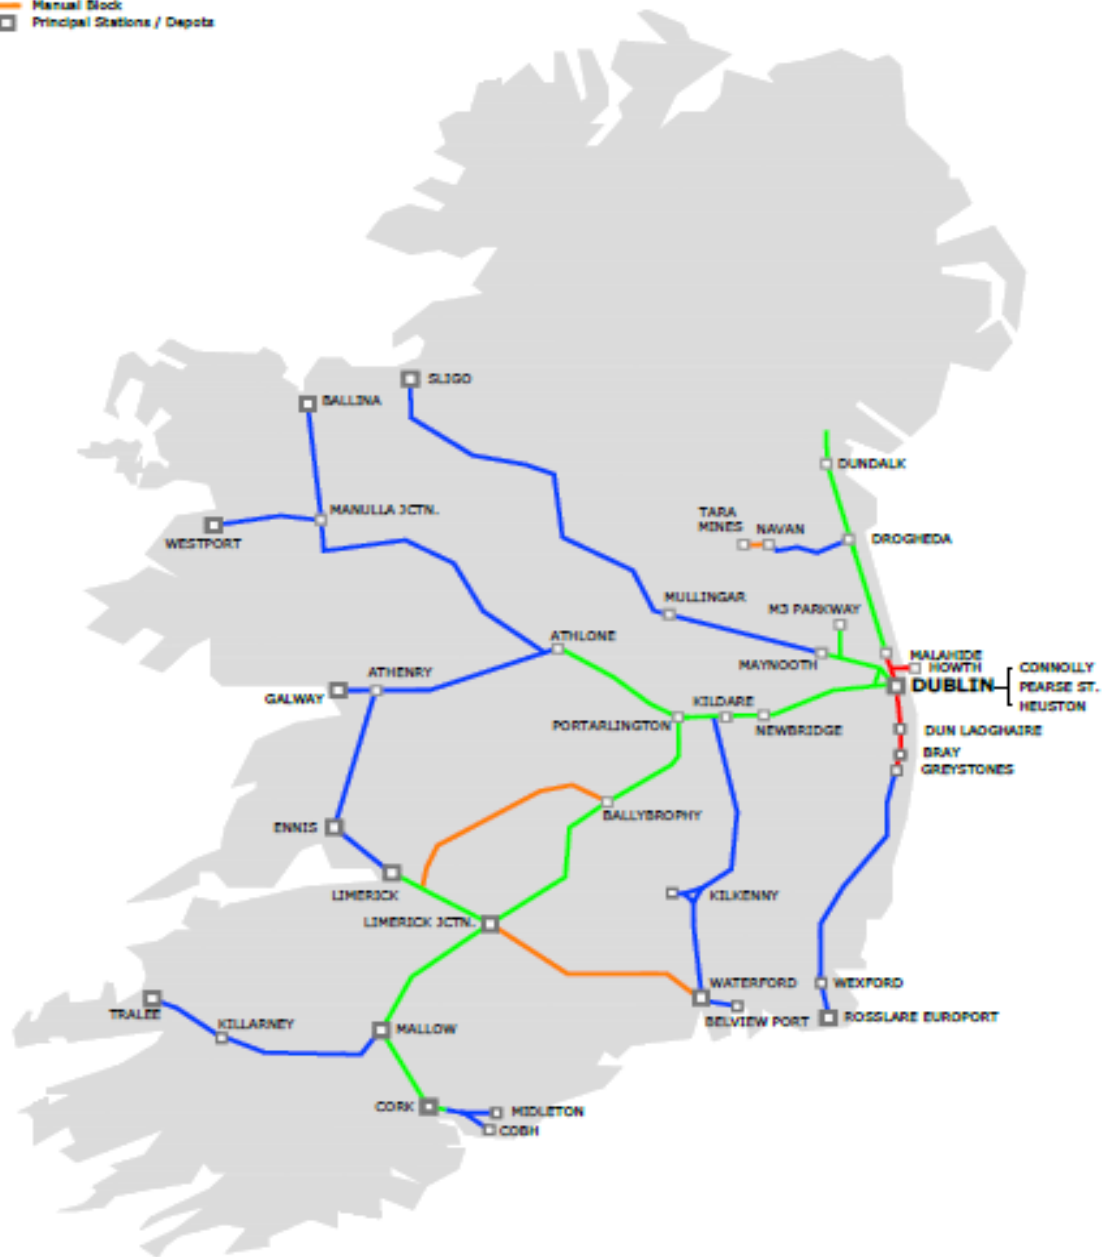 Manual Block
Principal Stations / Depots
SLIGO
BALLINA
DUNDALK
MANULLA JCTN.
TARA
MINES
NAVAN
WESTPORT
DROGHEDA
MULLINGAR
M3 PARKWAY
ATHLONE
MALAHIDE
MAYNOOTH
HOWTH
CONNOLLY
ATHENRY
DUBLIN
PEARSE ST.
GALWAY
KILDARE
HEUSTON
PORTARLINGTON
NEWBRIDGE
DUN LAOGHAIRE
BRAY
GREYSTONES
BALLYBROPHY
ENNIS
LIMERICK
KILKENNY
LIMERICK JCTN.
WATERFORD
WEXFORD
TRALEE
BELVIEW PORT
ROSSLARE EUROPORT
KILLARNEY
MALLOW
CORK
MIDLETON
COBH